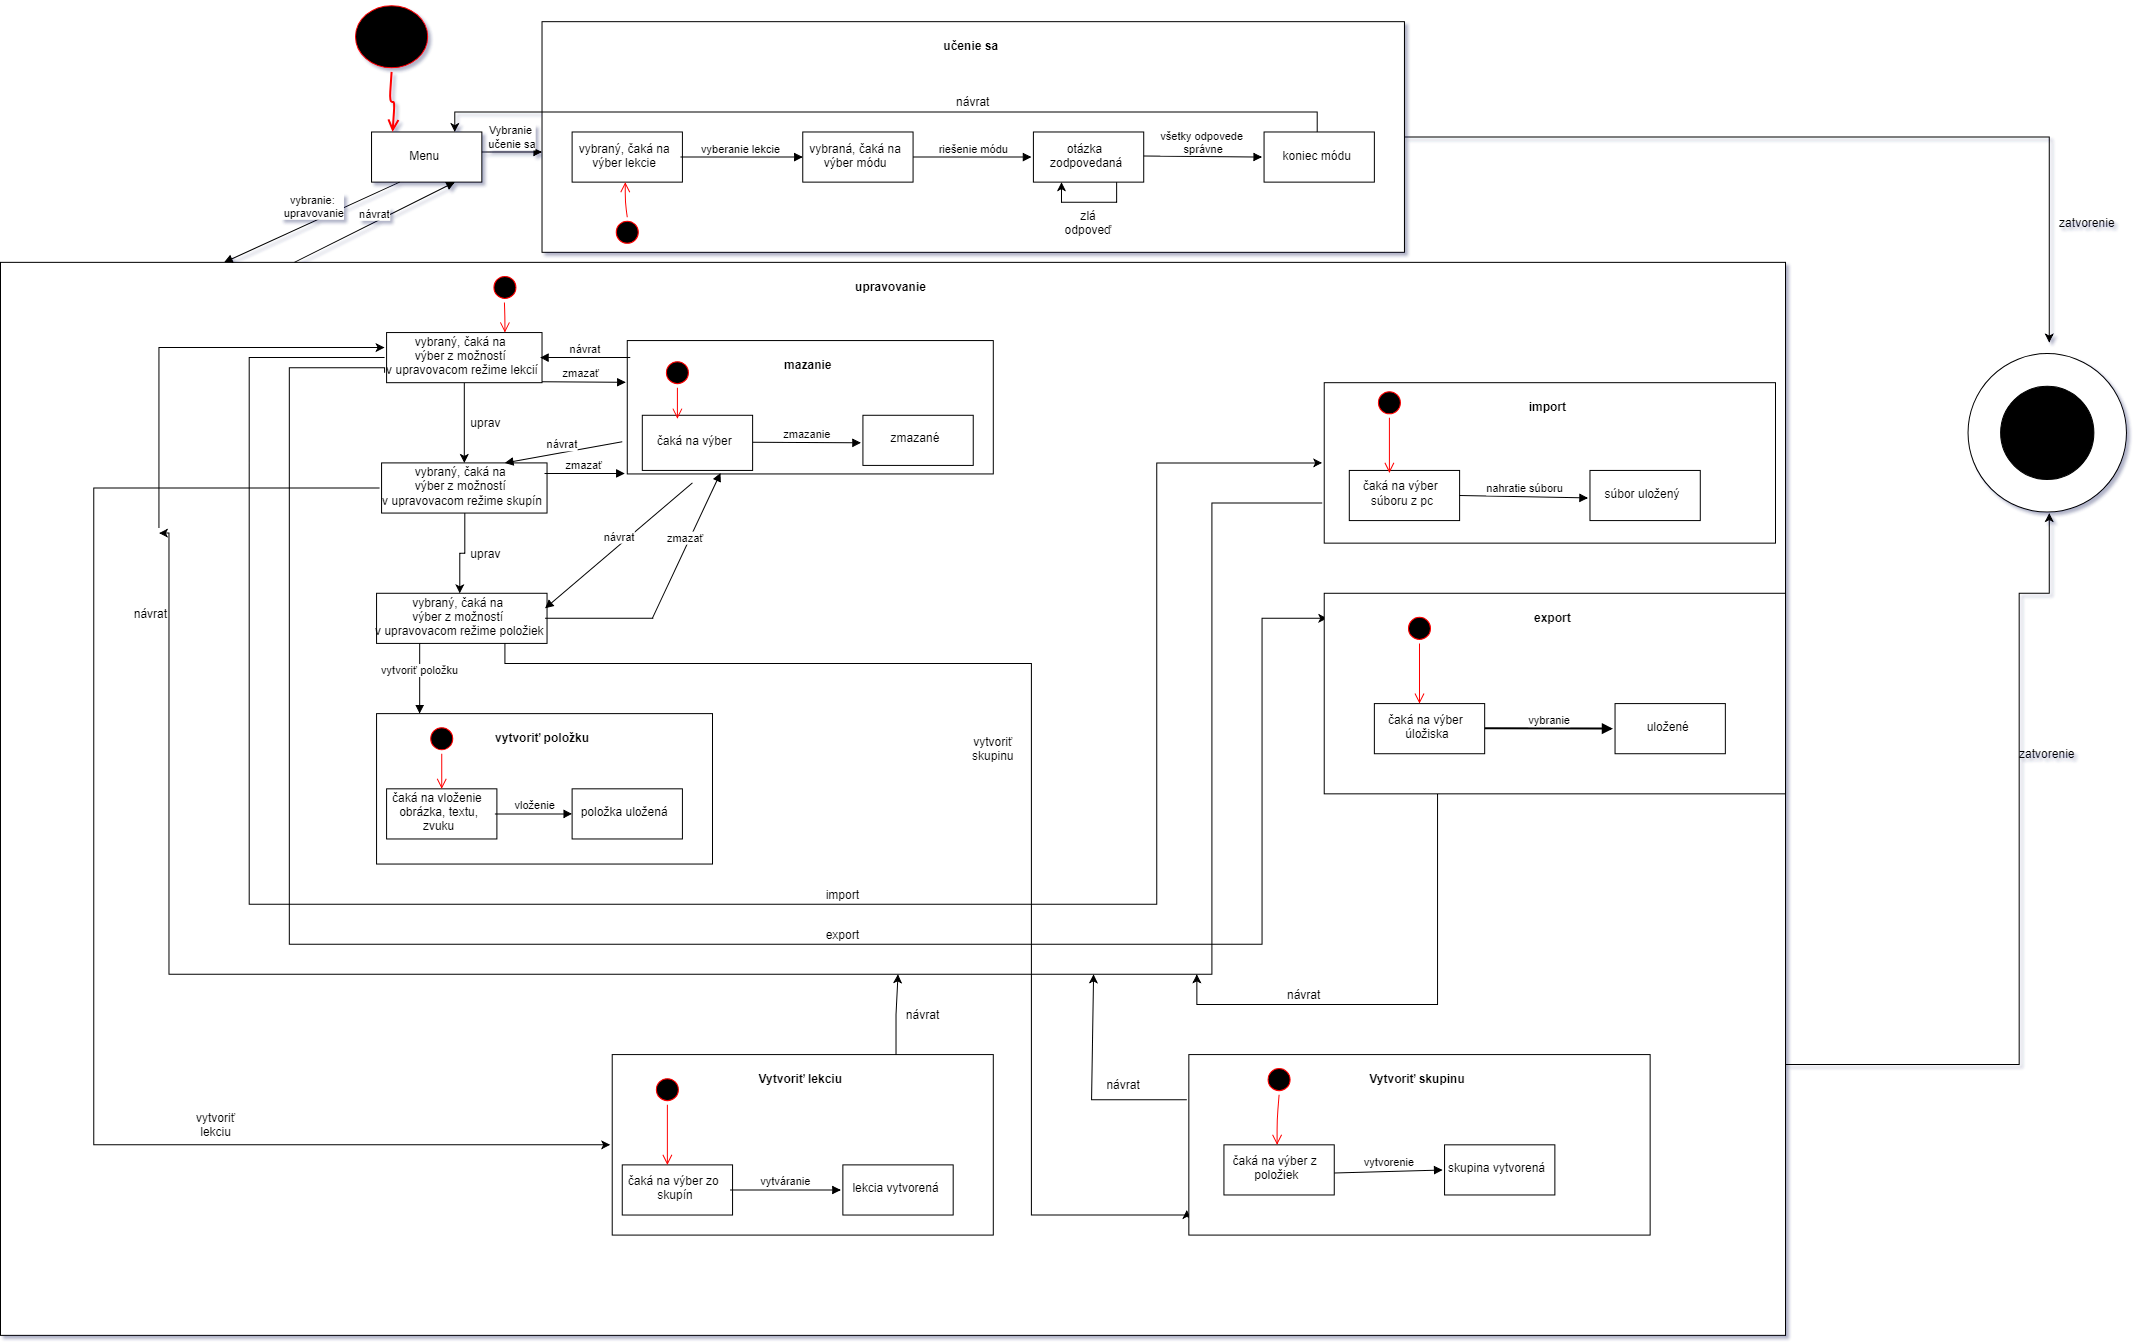 učenie sa
návrat
Vybranie
učenie sa
Menu
vybraný, čaká na
výber lekcie
vyberanie lekcie
vybraná, čaká na
výber módu
riešenie módu
otázka
zodpovedaná
všetky odpovede
správne
koniec módu
zlá
odpoveď
vybranie:
upravovanie
návrat
zatvorenie
upravovanie
vybraný, čaká na
výber z možností
v upravovacom režime lekcií
návrat
zmazať
mazanie
čaká na výber
zmazanie
zmazané
uprav
návrat
zmazať
vybraný, čaká na
výber z možností
v upravovacom režime skupín
import
čaká na výber
súboru z pc
nahratie súboru
súbor uložený
uprav
návrat
zmazať
návrat
vybraný, čaká na
výber z možností
v upravovacom režime položiek
export
vytvoriť položku
čaká na výber
úložiska
vybranie
uložené
vytvoriť položku
vytvoriť
skupinu
zatvorenie
čaká na vloženie
obrázka, textu,
zvuku
vloženie
položka uložená
import
export
návrat
návrat
Vytvoriť lekciu
návrat
Vytvoriť skupinu
vytvoriť
lekciu
čaká na výber zo
skupín
vytváranie
lekcia vytvorená
čaká na výber z
položiek
vytvorenie
skupina vytvorená